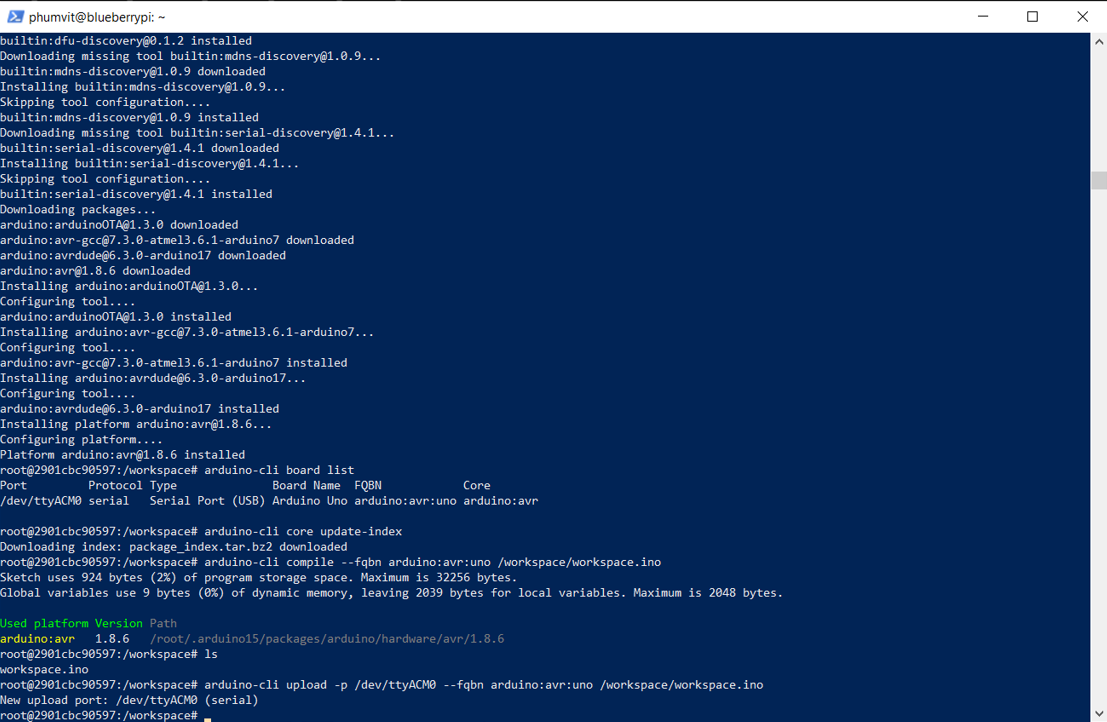 phumvit@blueberrypi: ~
builtin:dfu-discovery@0.1.2 installed
Downloading missing tool builtin:mdns-discovery@1.0.9...
builtin:mdns-discovery@1.0.9 downloaded
Installing builtin:mdns-discovery@1.0.9...
Skipping tool configuration....
builtin:mdns-discovery@1.0.9 installed
Downloading missing tool builtin:serial-discovery@1.4.1...
builtin:serial-discovery@1.4.1 downloaded
Installing builtin:serial-discovery@1.4.1...
Skipping tool configuration....
builtin:serial-discovery@1.4.1 installed
Downloading packages...
arduino:arduinoOTA@1.3.0 downloaded
arduino:avr-gcc@7.3.0-atmel3.6.1-arduino7 downloaded
arduino:avrdude@6.3.0-arduino17 downloaded
arduino:avr@1.8.6 downloaded
Installing arduino:arduinoOTA@1.3.0...
Configuring tool....
arduino:arduinoOTA@1.3.0 installed
Installing arduino:avr-gcc@7.3.0-atmel3.6.1-arduino7...
Configuring tool....
arduino:avr-gcc@7.3.0-atmel3.6.1-arduino7 installed
Installing arduino:avrdude@6.3.0-arduino17...
Configuring tool....
arduino:avrdude@6.3.0-arduino17 installed
Installing platform arduino:avr@1.8.6...
Configuring platform....
Platform arduino:avr@1.8.6 installed
root@2901cbc90597:/workspace# arduino-cli board list
Port         Protocol Type              Board Name  FQBN            Core
/dev/ttyACM0 serial   Serial Port (USB) Arduino Uno arduino:avr:uno arduino:avr
root@2901cbc90597:/workspace# arduino-cli core update-index
Downloading index: package_index.tar.bz2 downloaded
root@2901cbc90597:/workspace# arduino-cli compile --fqbn arduino:avr:uno /workspace/workspace.ino
Sketch uses 924 bytes (2%) of program storage space. Maximum is 32256 bytes.
Global variables use 9 bytes (0%) of dynamic memory, leaving 2039 bytes for local variables. Maximum is 2048 bytes.
Used platform Version Path
arduino:avr   1.8.6   /root/.arduino15/packages/arduino/hardware/avr/1.8.6
root@2901cbc90597:/workspace# ls
workspace.ino
root@2901cbc90597:/workspace# arduino-cli upload -p /dev/ttyACM0 --fqbn arduino:avr:uno /workspace/workspace.ino
New upload port: /dev/ttyACM0 (serial)
root@2901cbc90597:/workspace#